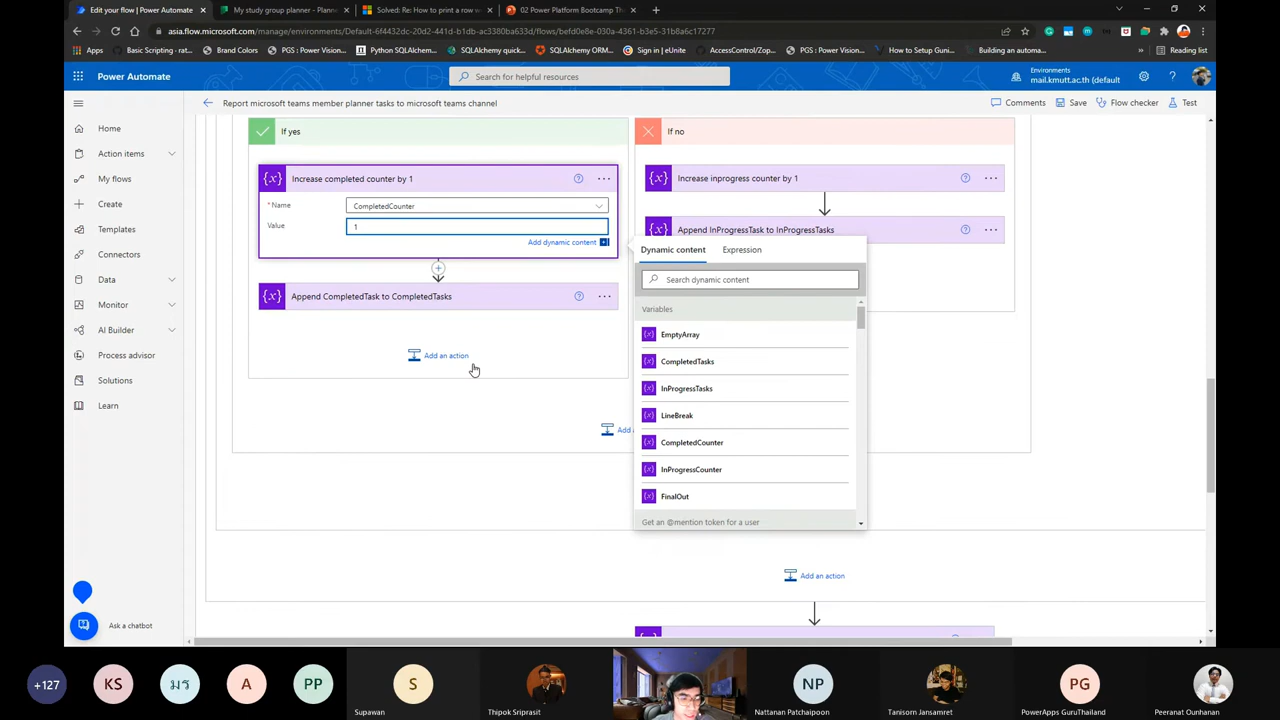 Edit your flow | Power Automate
My study group planner -
Solved: Re: How to print a row w
02 Power Platform Bootcamp Th
asia.flow.microsoft.com/manage/environments/Default-6f4432dc-20d2-441d-b1db-ac3380ba633d/flows/befd0e8e-030a-0634-b9e5-31b8a6c17277
Apps
Basic Scripting - rat...
Brand Colors
PGS : Power Vision...
Python SQLAlchemy
SQLAlchemy quick...
SQLAlchemy ORM...
Sign in | eUnite
AccessControl/Zop...
PGS : Power Vision
How to Setup Guni...
Building an automa...
Reading list
Power Automate
Search for helpful resources
Environments
mail.kmutt.ac.th (default
Report microsoft teams member planner tasks to microsoft teams channel
Comments
Save
Flow checker
Test
Home
Action items
My flows
Create
Templates
Connectors
Data
Monitor
AI Builder
Process advisor
Solutions
Learn
Ask a chatbot
If yes
Increase completed counter by 1
* Name
CompletedCounter
Value
1
Add dynamic content
Append CompletedTask to CompletedTasks
Add an action
If no
Increase inprogress counter by 1
Append InProgressTask to InProgressTasks
Dynamic content
Expression
Search dynamic content
Variables
EmptyArray
CompletedTasks
InProgressTasks
LineBreak
CompletedCounter
InProgressCounter
FinalOut
Get an @mention token for a user
Add
Add an action
+127
KS
มร
A
PP
S
Supawan
Thipok Sriprasit
NP
Nattanan Patchaipoon
Tanisorn Jansamret
PG
PowerApps GuruThailand
Peeranat Ounhanan